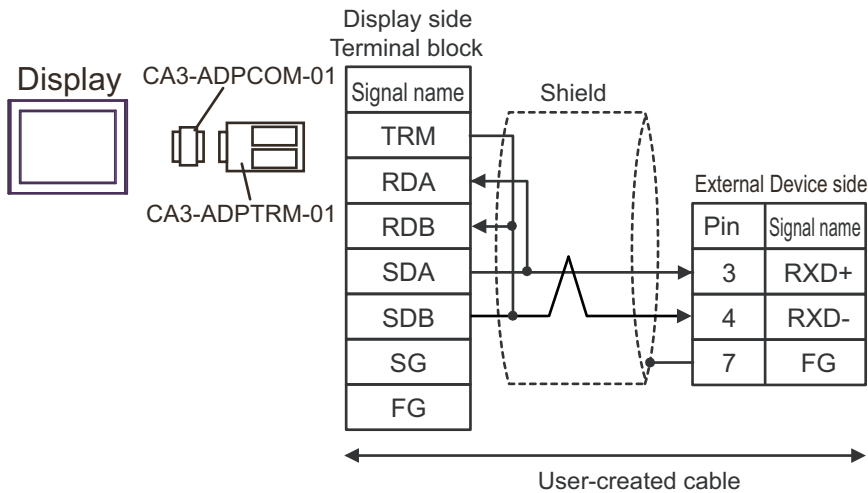 Display side
Terminal block
Display
CA3-ADPCOM-01
CA3-ADPTRM-01
Signal name
TRM
RDA
RDB
SDA
SDB
SG
FG
Shield
External Device side
Pin Signal name
3 RXD+
4 RXD-
7 FG
User-created cable